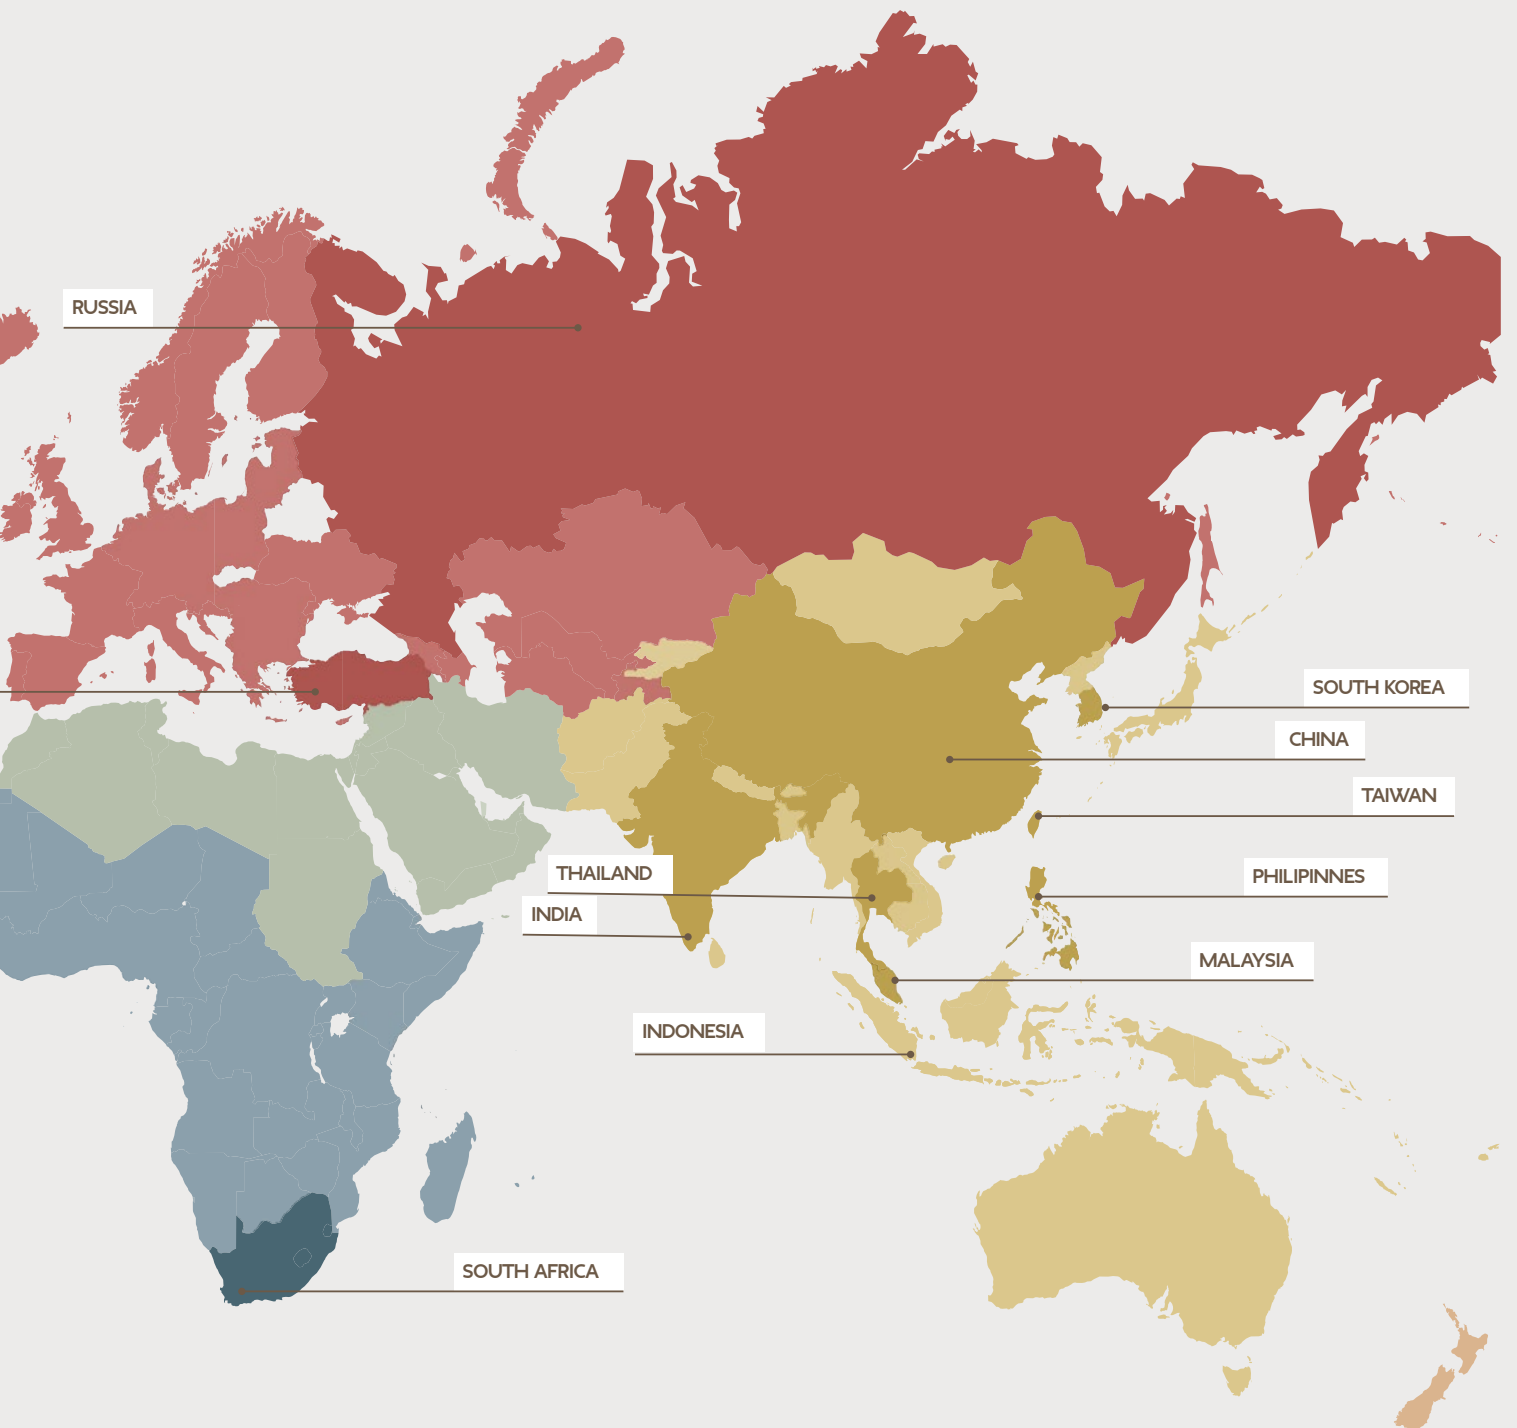 RUSSIA
SOUTH KOREA
CHINA
TAIWAN
THAILAND
PHILIPINNES
INDIA
MALAYSIA
INDONESIA
SOUTH AFRICA